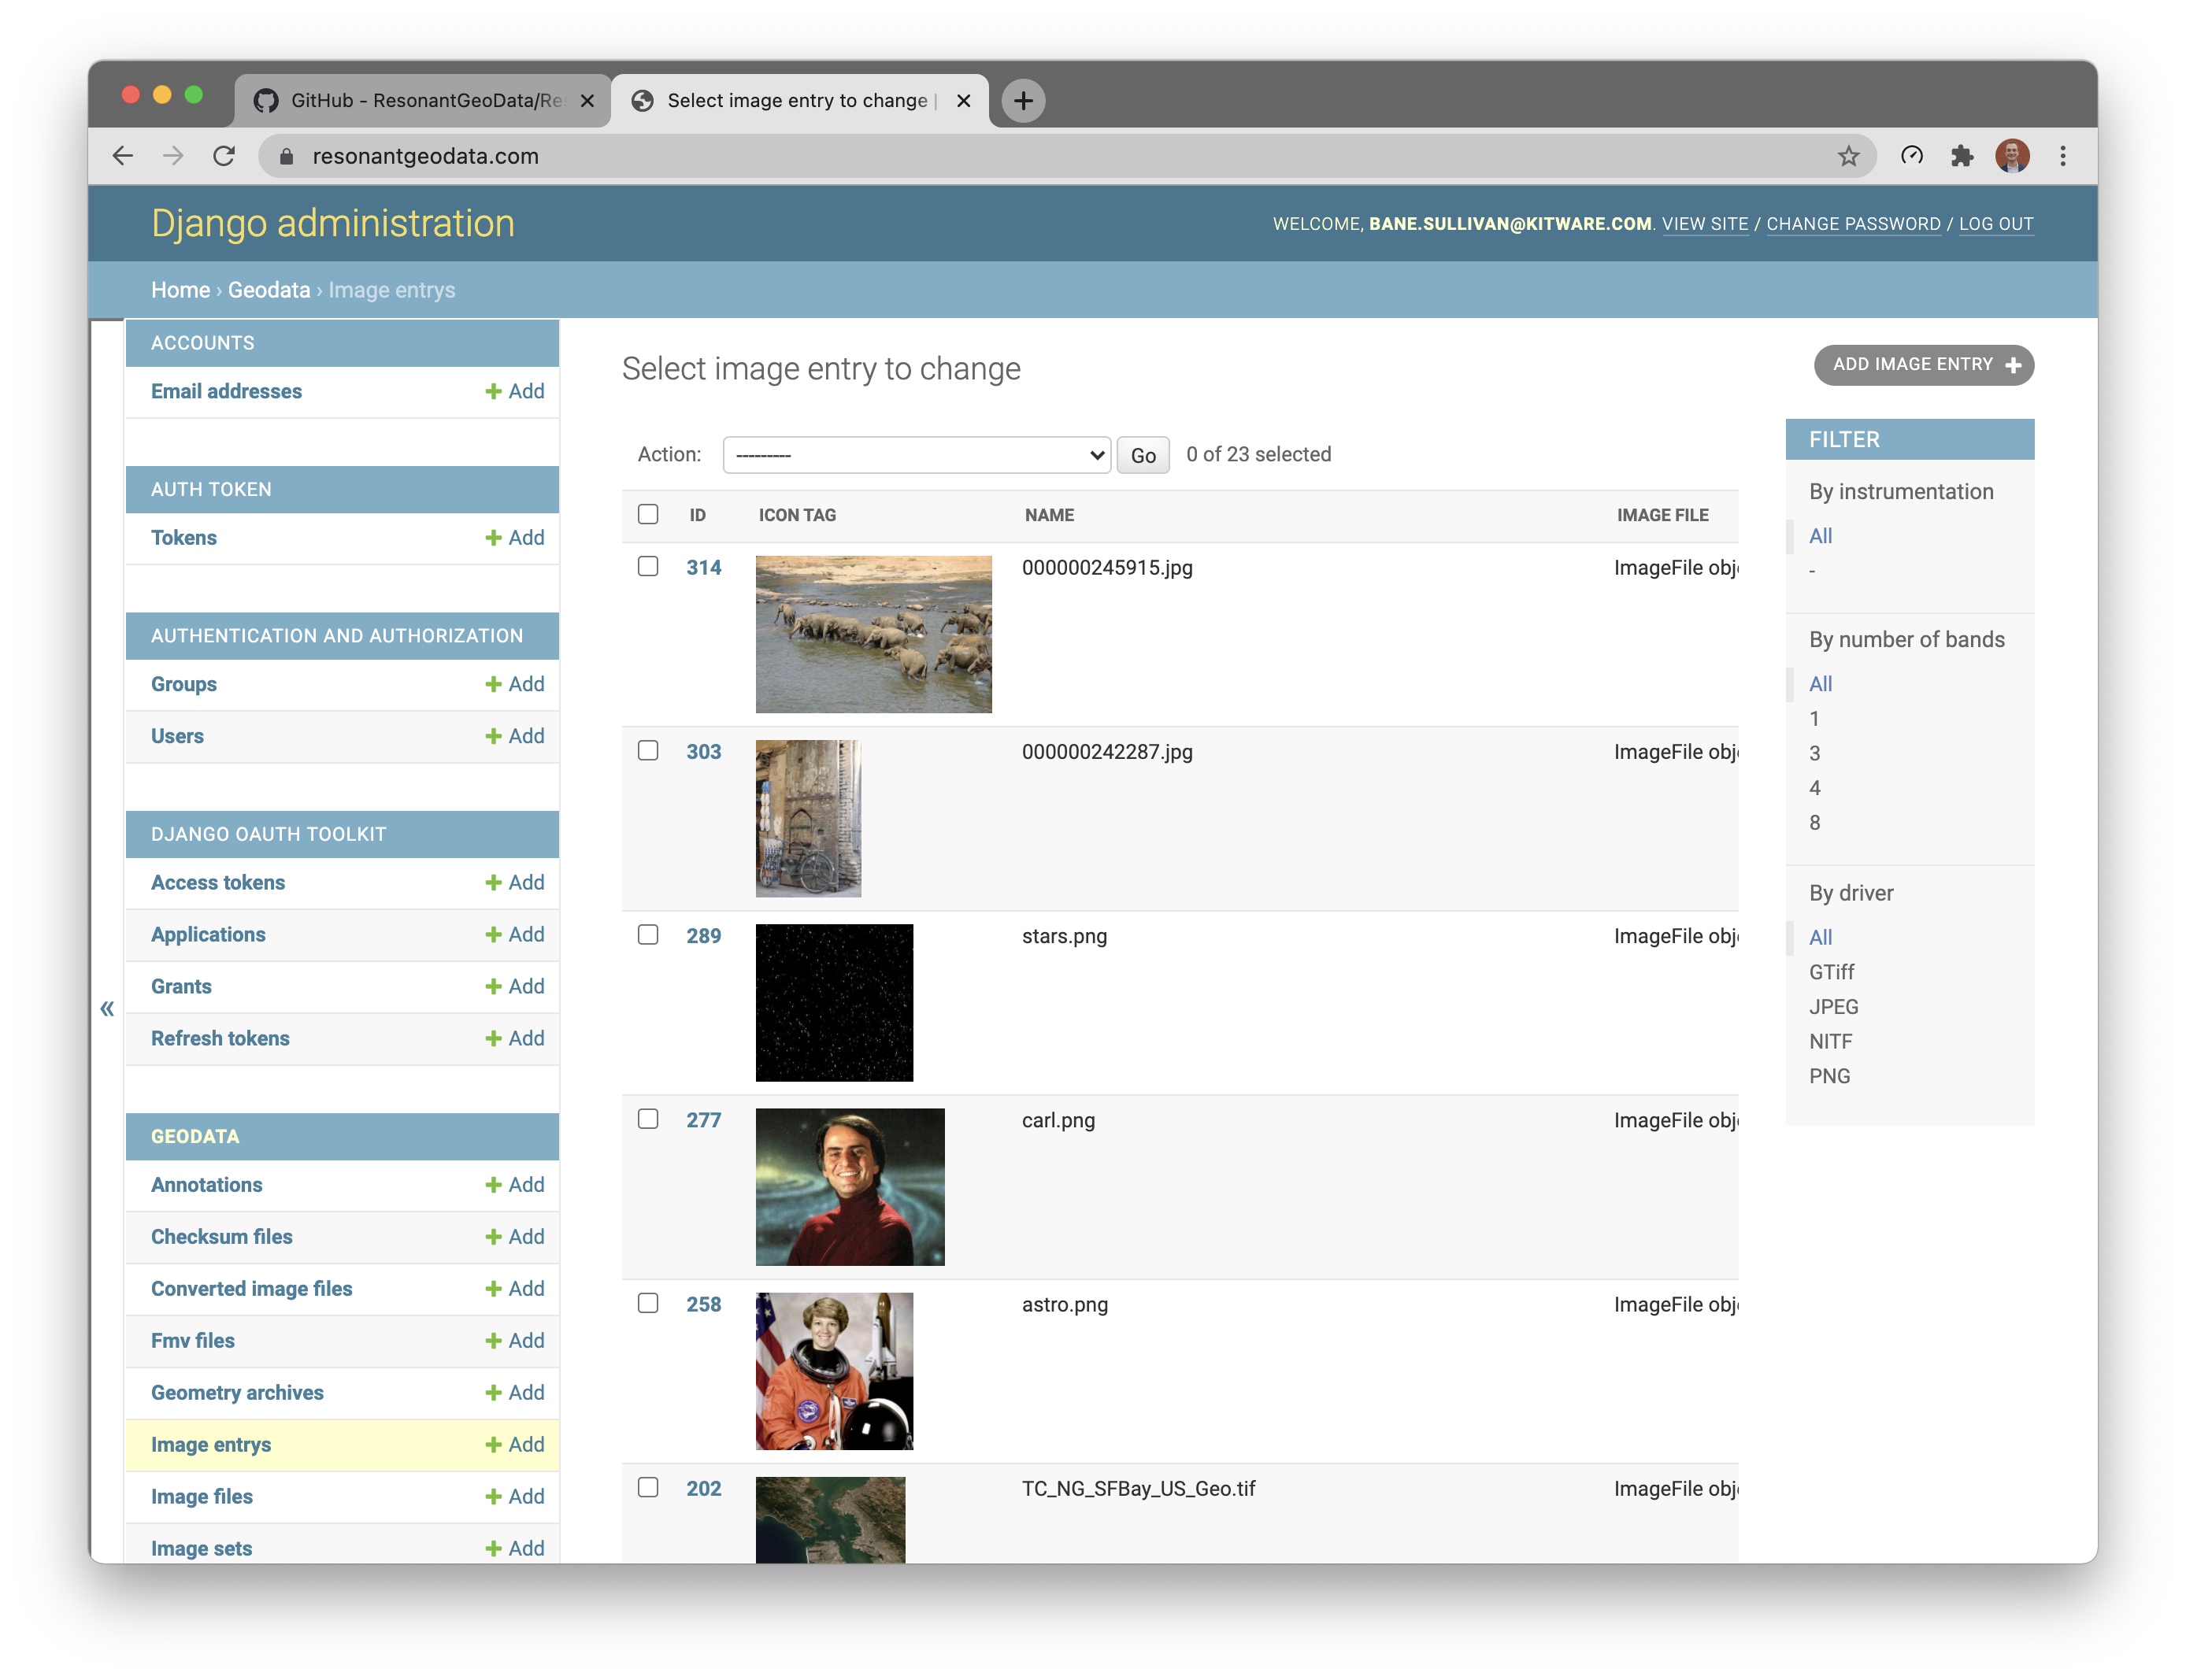 GitHub - ResonantGeoData/Re
Select image entry to change |
resonantgeodata.com
Django administration
WELCOME, BANE.SULLIVAN@KITWARE.COM. VIEW SITE / CHANGE PASSWORD / LOG OUT
Home › Geodata › Image entrys
ACCOUNTS
Email addresses + Add
AUTH TOKEN
Tokens + Add
AUTHENTICATION AND AUTHORIZATION
Groups + Add
Users + Add
DJANGO OAUTH TOOLKIT
Access tokens + Add
Applications + Add
Grants + Add
Refresh tokens + Add
GEODATA
Annotations + Add
Checksum files + Add
Converted image files + Add
Fmv files + Add
Geometry archives + Add
Image entrys + Add
Image files + Add
Image sets + Add
«
Select image entry to change
ADD IMAGE ENTRY +
Action: --------- Go 0 of 23 selected
ID ICON TAG NAME IMAGE FILE
314 000000245915.jpg ImageFile obj
303 000000242287.jpg ImageFile obj
289 stars.png ImageFile obj
277 carl.png ImageFile obj
258 astro.png ImageFile obj
202 TC_NG_SFBay_US_Geo.tif ImageFile obj
FILTER
By instrumentation
All
-
By number of bands
All
1
3
4
8
By driver
All
GTiff
JPEG
NITF
PNG